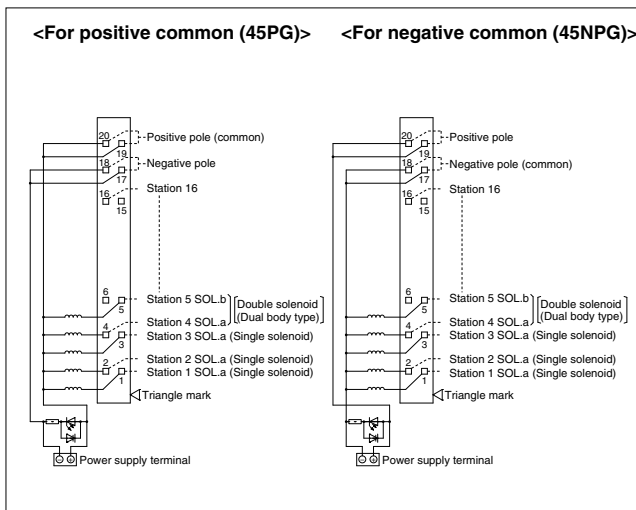 <For positive common (45PG)>
20
19
Positive pole (common)
18
17
Negative pole
Station 16
16
15
6
5
Station 5 SOL.b
Double solenoid
(Dual body type)
Station 4 SOL.a
4
3
Station 3 SOL.a (Single solenoid)
Station 2 SOL.a (Single solenoid)
2
1
Station 1 SOL.a (Single solenoid)
Triangle mark
- +
Power supply terminal
<For negative common (45NPG)>
20
19
Positive pole
18
17
Negative pole (common)
Station 16
16
15
6
5
Station 5 SOL.b
Double solenoid
(Dual body type)
Station 4 SOL.a
4
3
Station 3 SOL.a (Single solenoid)
Station 2 SOL.a (Single solenoid)
2
1
Station 1 SOL.a (Single solenoid)
Triangle mark
- +
Power supply terminal